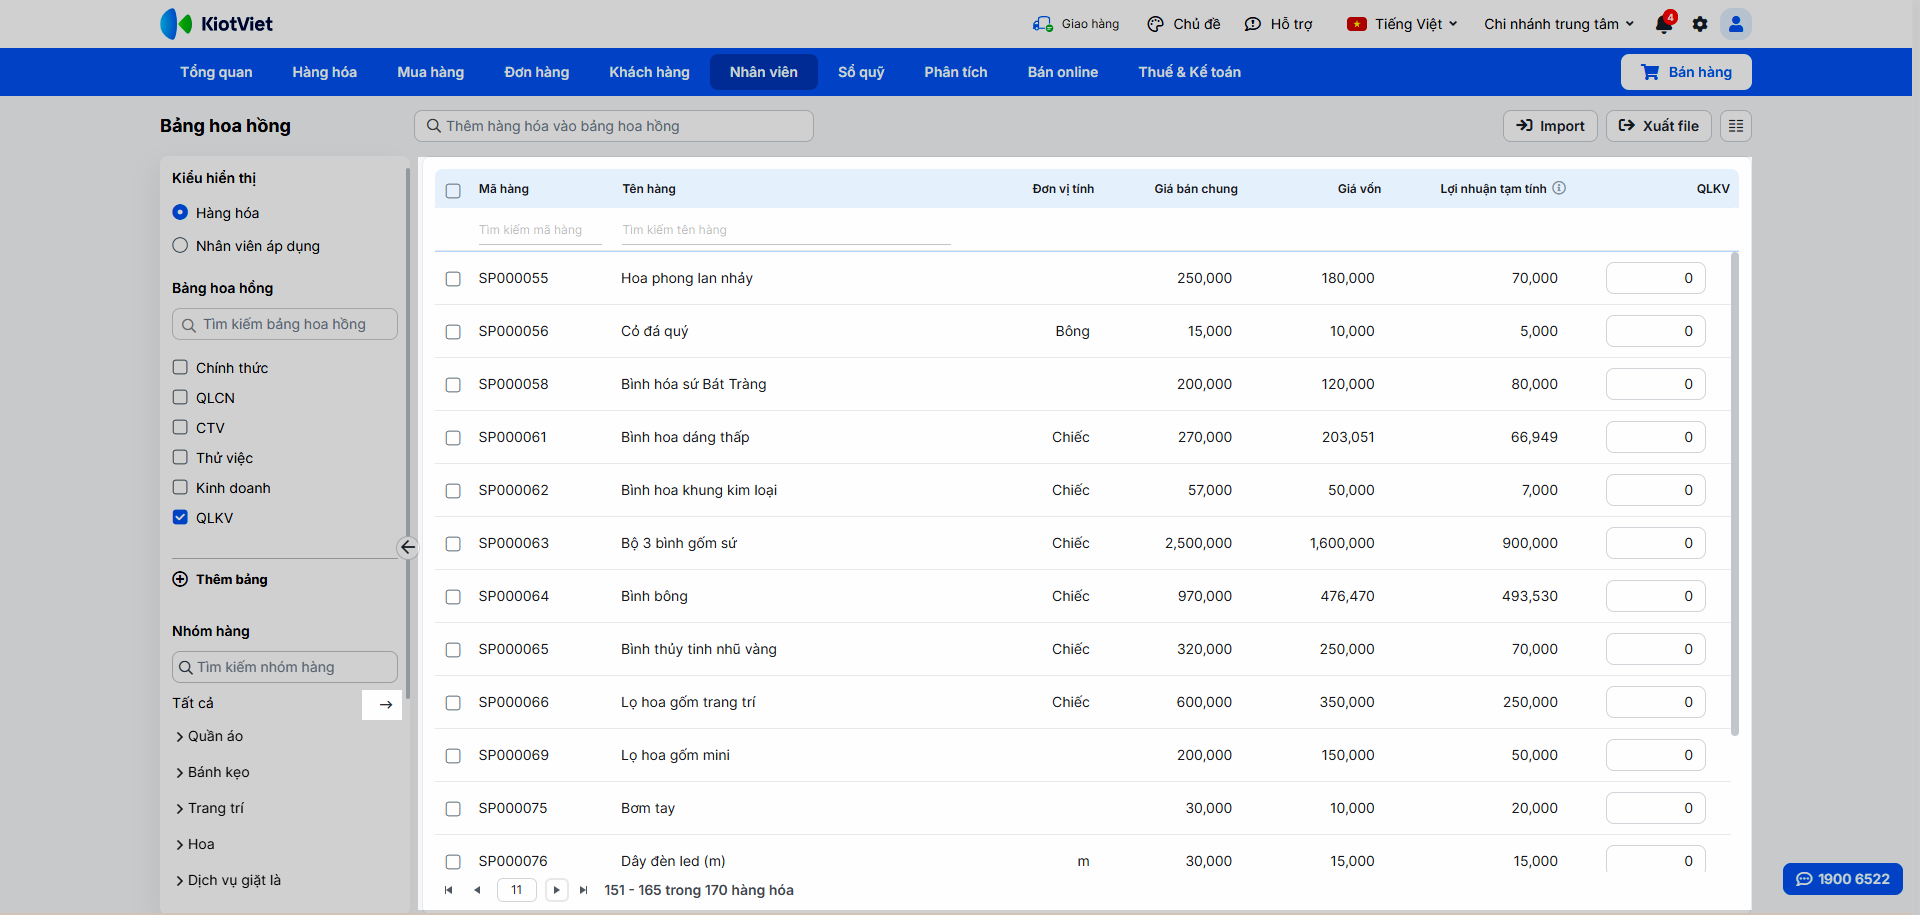 KiotViet
Giao hàng
Chủ đề
Hỗ trợ
Tiếng Việt
Chi nhánh trung tâm
4
Tổng quan
Hàng hóa
Mua hàng
Đơn hàng
Khách hàng
Nhân viên
Sổ quỹ
Phân tích
Bán online
Thuế & Kế toán
Bán hàng
Bảng hoa hồng
Thêm hàng hóa vào bảng hoa hồng
Import
Xuất file
Kiểu hiển thị
Hàng hóa
Nhân viên áp dụng
Bảng hoa hồng
Tìm kiếm bảng hoa hồng
Chính thức
QLCN
CTV
Thử việc
Kinh doanh
QLKV
Thêm bảng
Nhóm hàng
Tìm kiếm nhóm hàng
Tất cả
Quần áo
Bánh kẹo
Trang trí
Hoa
Dịch vụ giặt là
Mã hàng Tên hàng Đơn vị tính Giá bán chung Giá vốn Lợi nhuận tạm tính QLKV
Tìm kiếm mã hàng Tìm kiếm tên hàng
SP000055 Hoa phong lan nhảy 250,000 180,000 70,000 0
SP000056 Cỏ đá quý Bông 15,000 10,000 5,000 0
SP000058 Bình hóa sứ Bát Tràng 200,000 120,000 80,000 0
SP000061 Bình hoa dáng thấp Chiếc 270,000 203,051 66,949 0
SP000062 Bình hoa khung kim loại Chiếc 57,000 50,000 7,000 0
SP000063 Bộ 3 bình gốm sứ Chiếc 2,500,000 1,600,000 900,000 0
SP000064 Bình bông Chiếc 970,000 476,470 493,530 0
SP000065 Bình thủy tinh nhũ vàng Chiếc 320,000 250,000 70,000 0
SP000066 Lọ hoa gốm trang trí Chiếc 600,000 350,000 250,000 0
SP000069 Lọ hoa gốm mini 200,000 150,000 50,000 0
SP000075 Bơm tay 30,000 10,000 20,000 0
SP000076 Dây đèn led (m) m 30,000 15,000 15,000 0
11 151 - 165 trong 170 hàng hóa
1900 6522